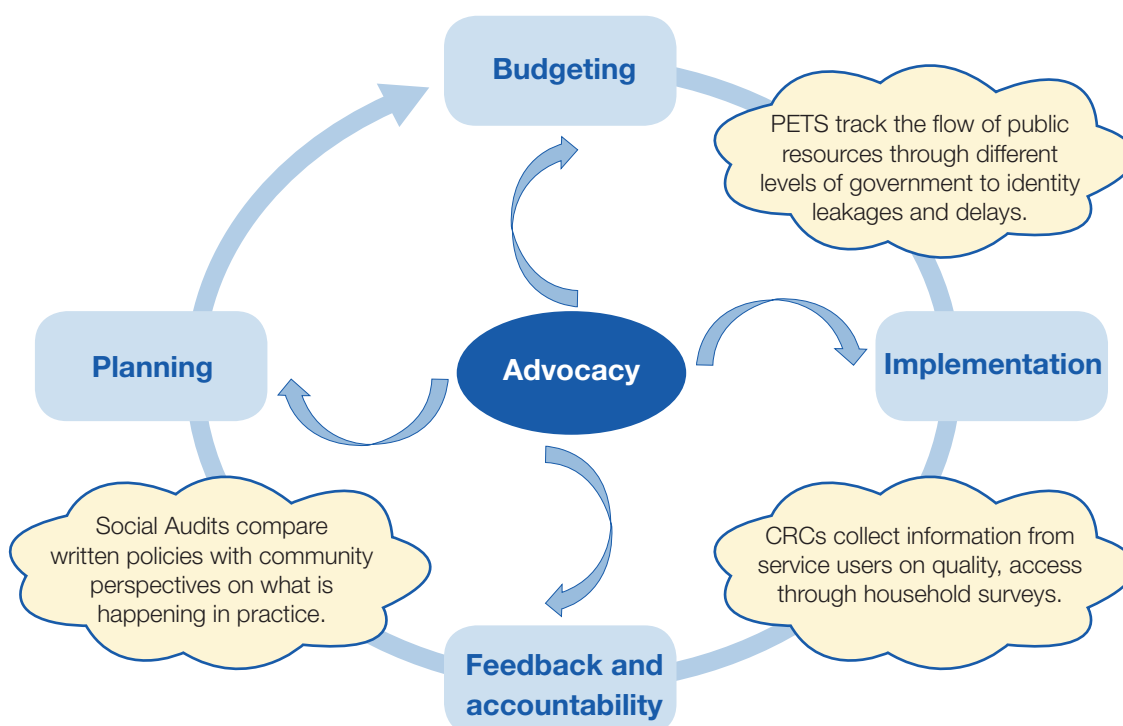 Budgeting
PETS track the flow of public
resources through different
levels of government to identity
leakages and delays.
Planning
Advocacy
Implementation
Social Audits compare
written policies with community
perspectives on what is
happening in practice.
CRCs collect information from
service users on quality, access
through household surveys.
Feedback and
accountability